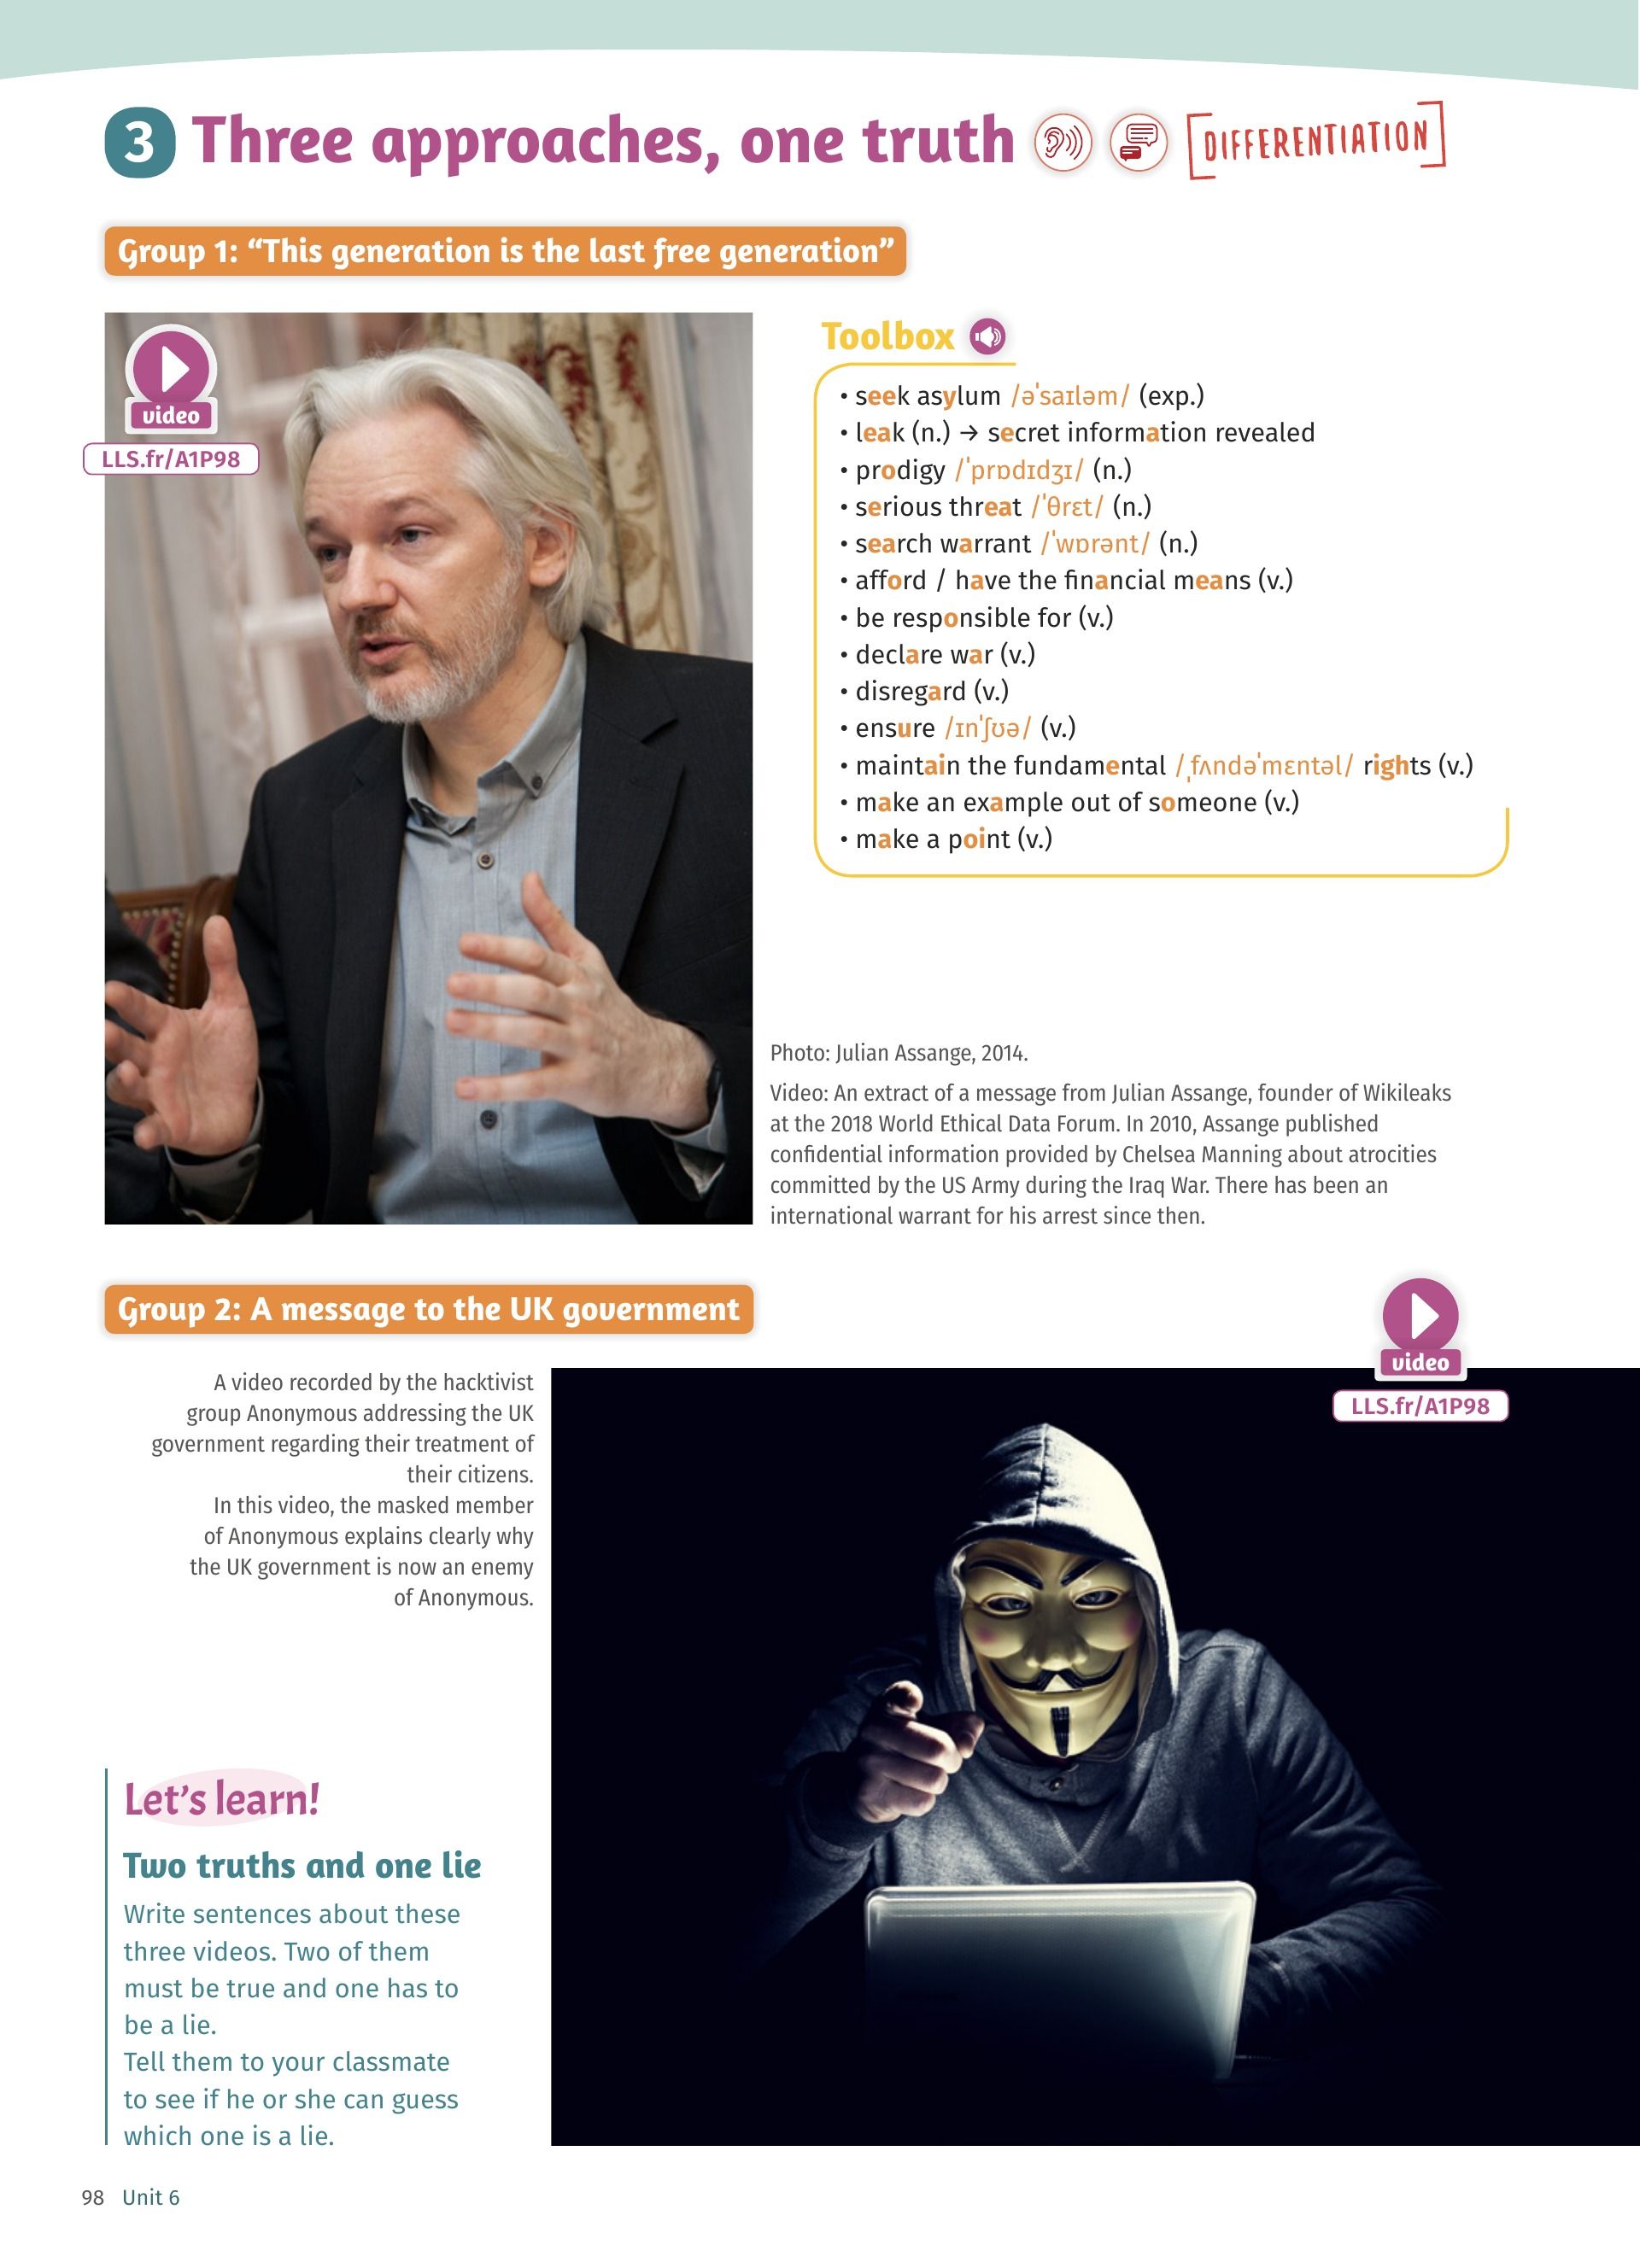 3 Three approaches, one truth
[DIFFERENTIATION]
Group 1: “This generation is the last free generation”
video
LLS.fr/A1P98
Toolbox
• seek asylum /əˈsaɪləm/ (exp.)
• leak (n.) → secret information revealed
• prodigy /ˈprɒdɪdʒɪ/ (n.)
• serious threat /ˈθrɛt/ (n.)
• search warrant /ˈwɒrənt/ (n.)
• afford / have the financial means (v.)
• be responsible for (v.)
• declare war (v.)
• disregard (v.)
• ensure /ɪnˈʃʊə/ (v.)
• maintain the fundamental /ˌfʌndəˈmɛntəl/ rights (v.)
• make an example out of someone (v.)
• make a point (v.)
Photo: Julian Assange, 2014.
Video: An extract of a message from Julian Assange, founder of Wikileaks
at the 2018 World Ethical Data Forum. In 2010, Assange published
confidential information provided by Chelsea Manning about atrocities
committed by the US Army during the Iraq War. There has been an
international warrant for his arrest since then.
Group 2: A message to the UK government
video
LLS.fr/A1P98
A video recorded by the hacktivist
group Anonymous addressing the UK
government regarding their treatment of
their citizens.
In this video, the masked member
of Anonymous explains clearly why
the UK government is now an enemy
of Anonymous.
Let’s learn!
Two truths and one lie
Write sentences about these
three videos. Two of them
must be true and one has to
be a lie.
Tell them to your classmate
to see if he or she can guess
which one is a lie.
98 Unit 6